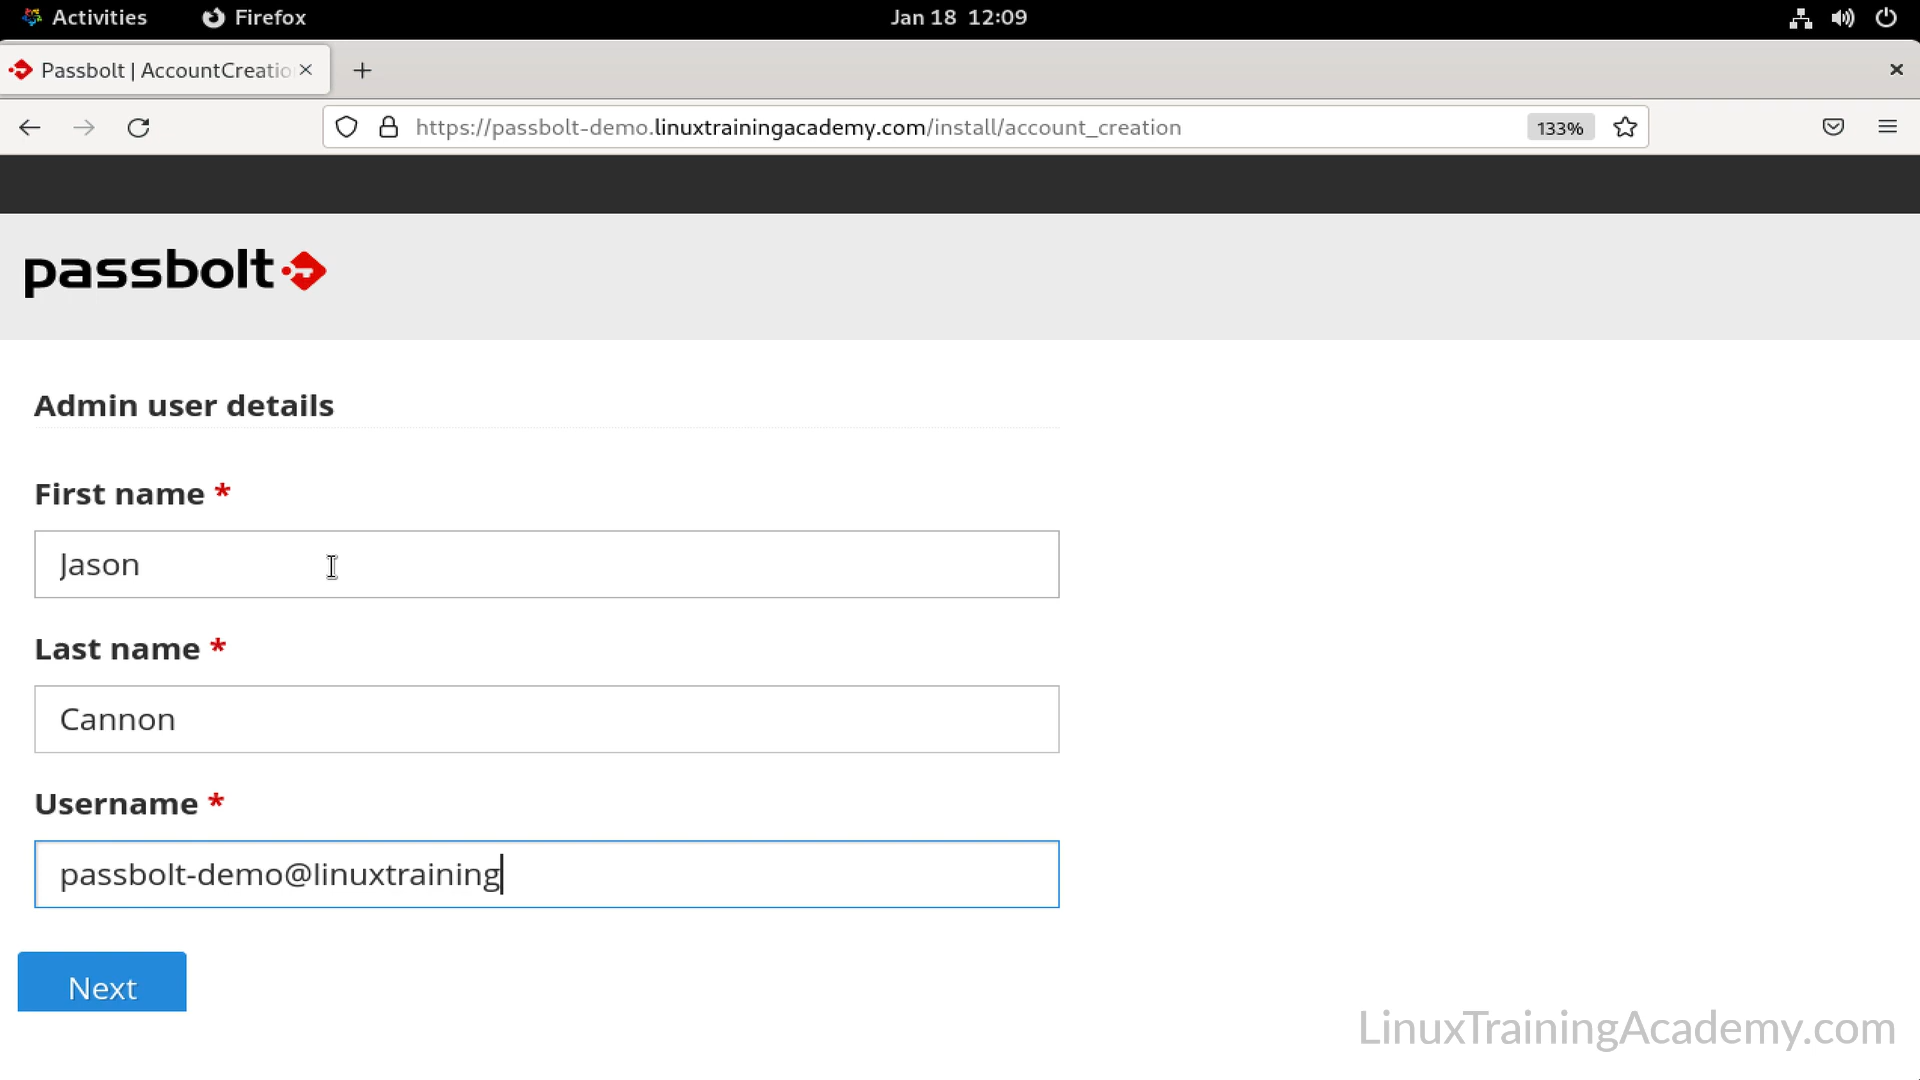 Activities Firefox Jan 18 12:09
Passbolt | AccountCreatio
https://passbolt-demo.linuxtrainingacademy.com/install/account_creation 133%
passbolt
Admin user details
First name *
Jason
Last name *
Cannon
Username *
passbolt-demo@linuxtraining
Next
LinuxTrainingAcademy.com